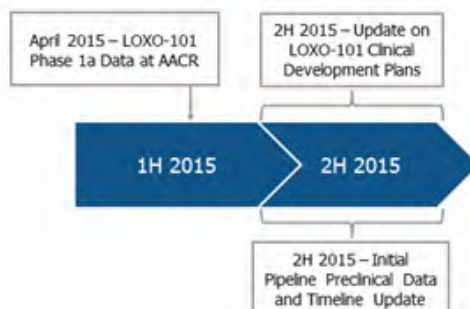 April 2015 – LOXO-101
Phase 1a Data at AACR
2H 2015 – Update on
LOXO-101 Clinical
Development Plans
1H 2015
2H 2015
2H 2015 – Initial
Pipeline Preclinical Data
and Timeline Update